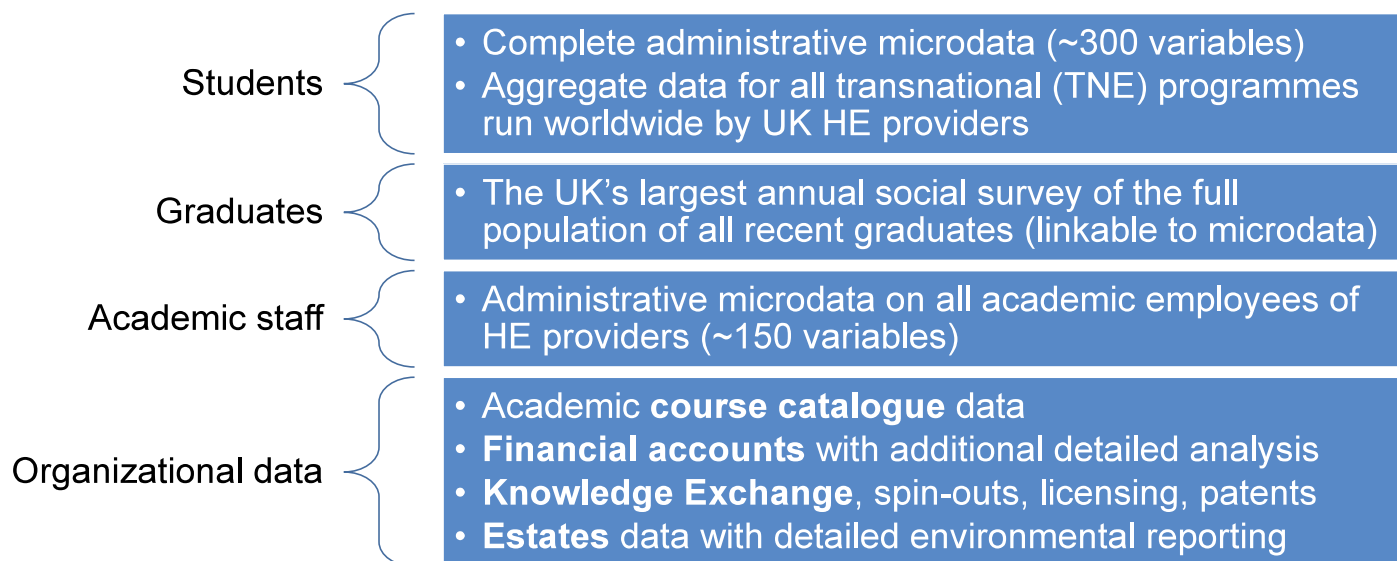 Students
• Complete administrative microdata (~300 variables)
• Aggregate data for all transnational (TNE) programmes
run worldwide by UK HE providers
Graduates
• The UK’s largest annual social survey of the full
population of all recent graduates (linkable to microdata)
Academic staff
• Administrative microdata on all academic employees of
HE providers (~150 variables)
Organizational data
• Academic course catalogue data
• Financial accounts with additional detailed analysis
• Knowledge Exchange, spin-outs, licensing, patents
• Estates data with detailed environmental reporting